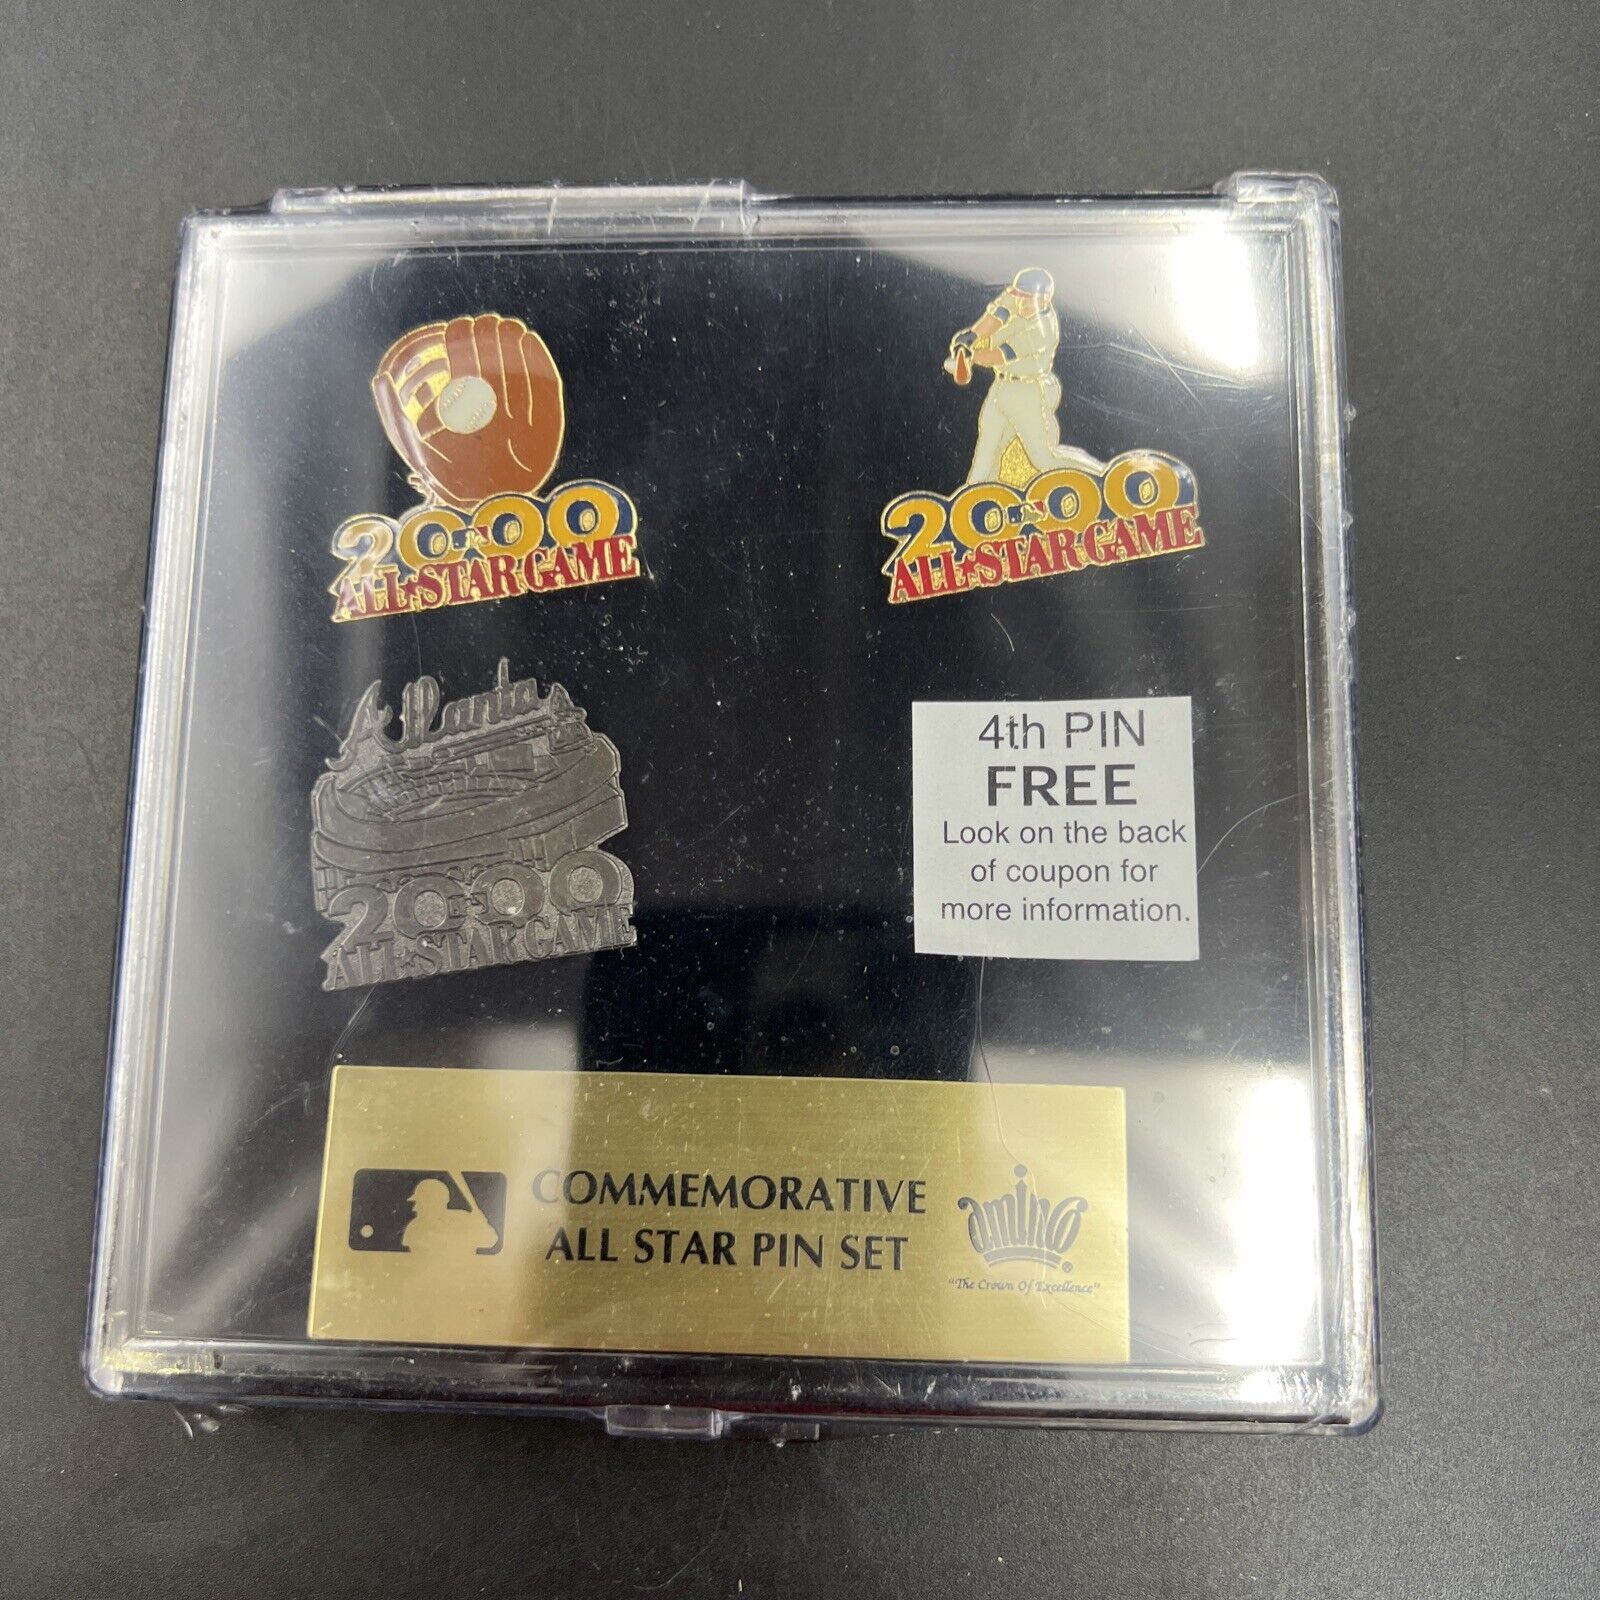 2000
ALL★STAR GAME
2000
ALL★STAR GAME
Atlanta
2000
ALL★STAR GAME
4th PIN
FREE
Look on the back
of coupon for
more information.
COMMEMORATIVE
ALL STAR PIN SET
amino
®
"The Crown Of Excellence"